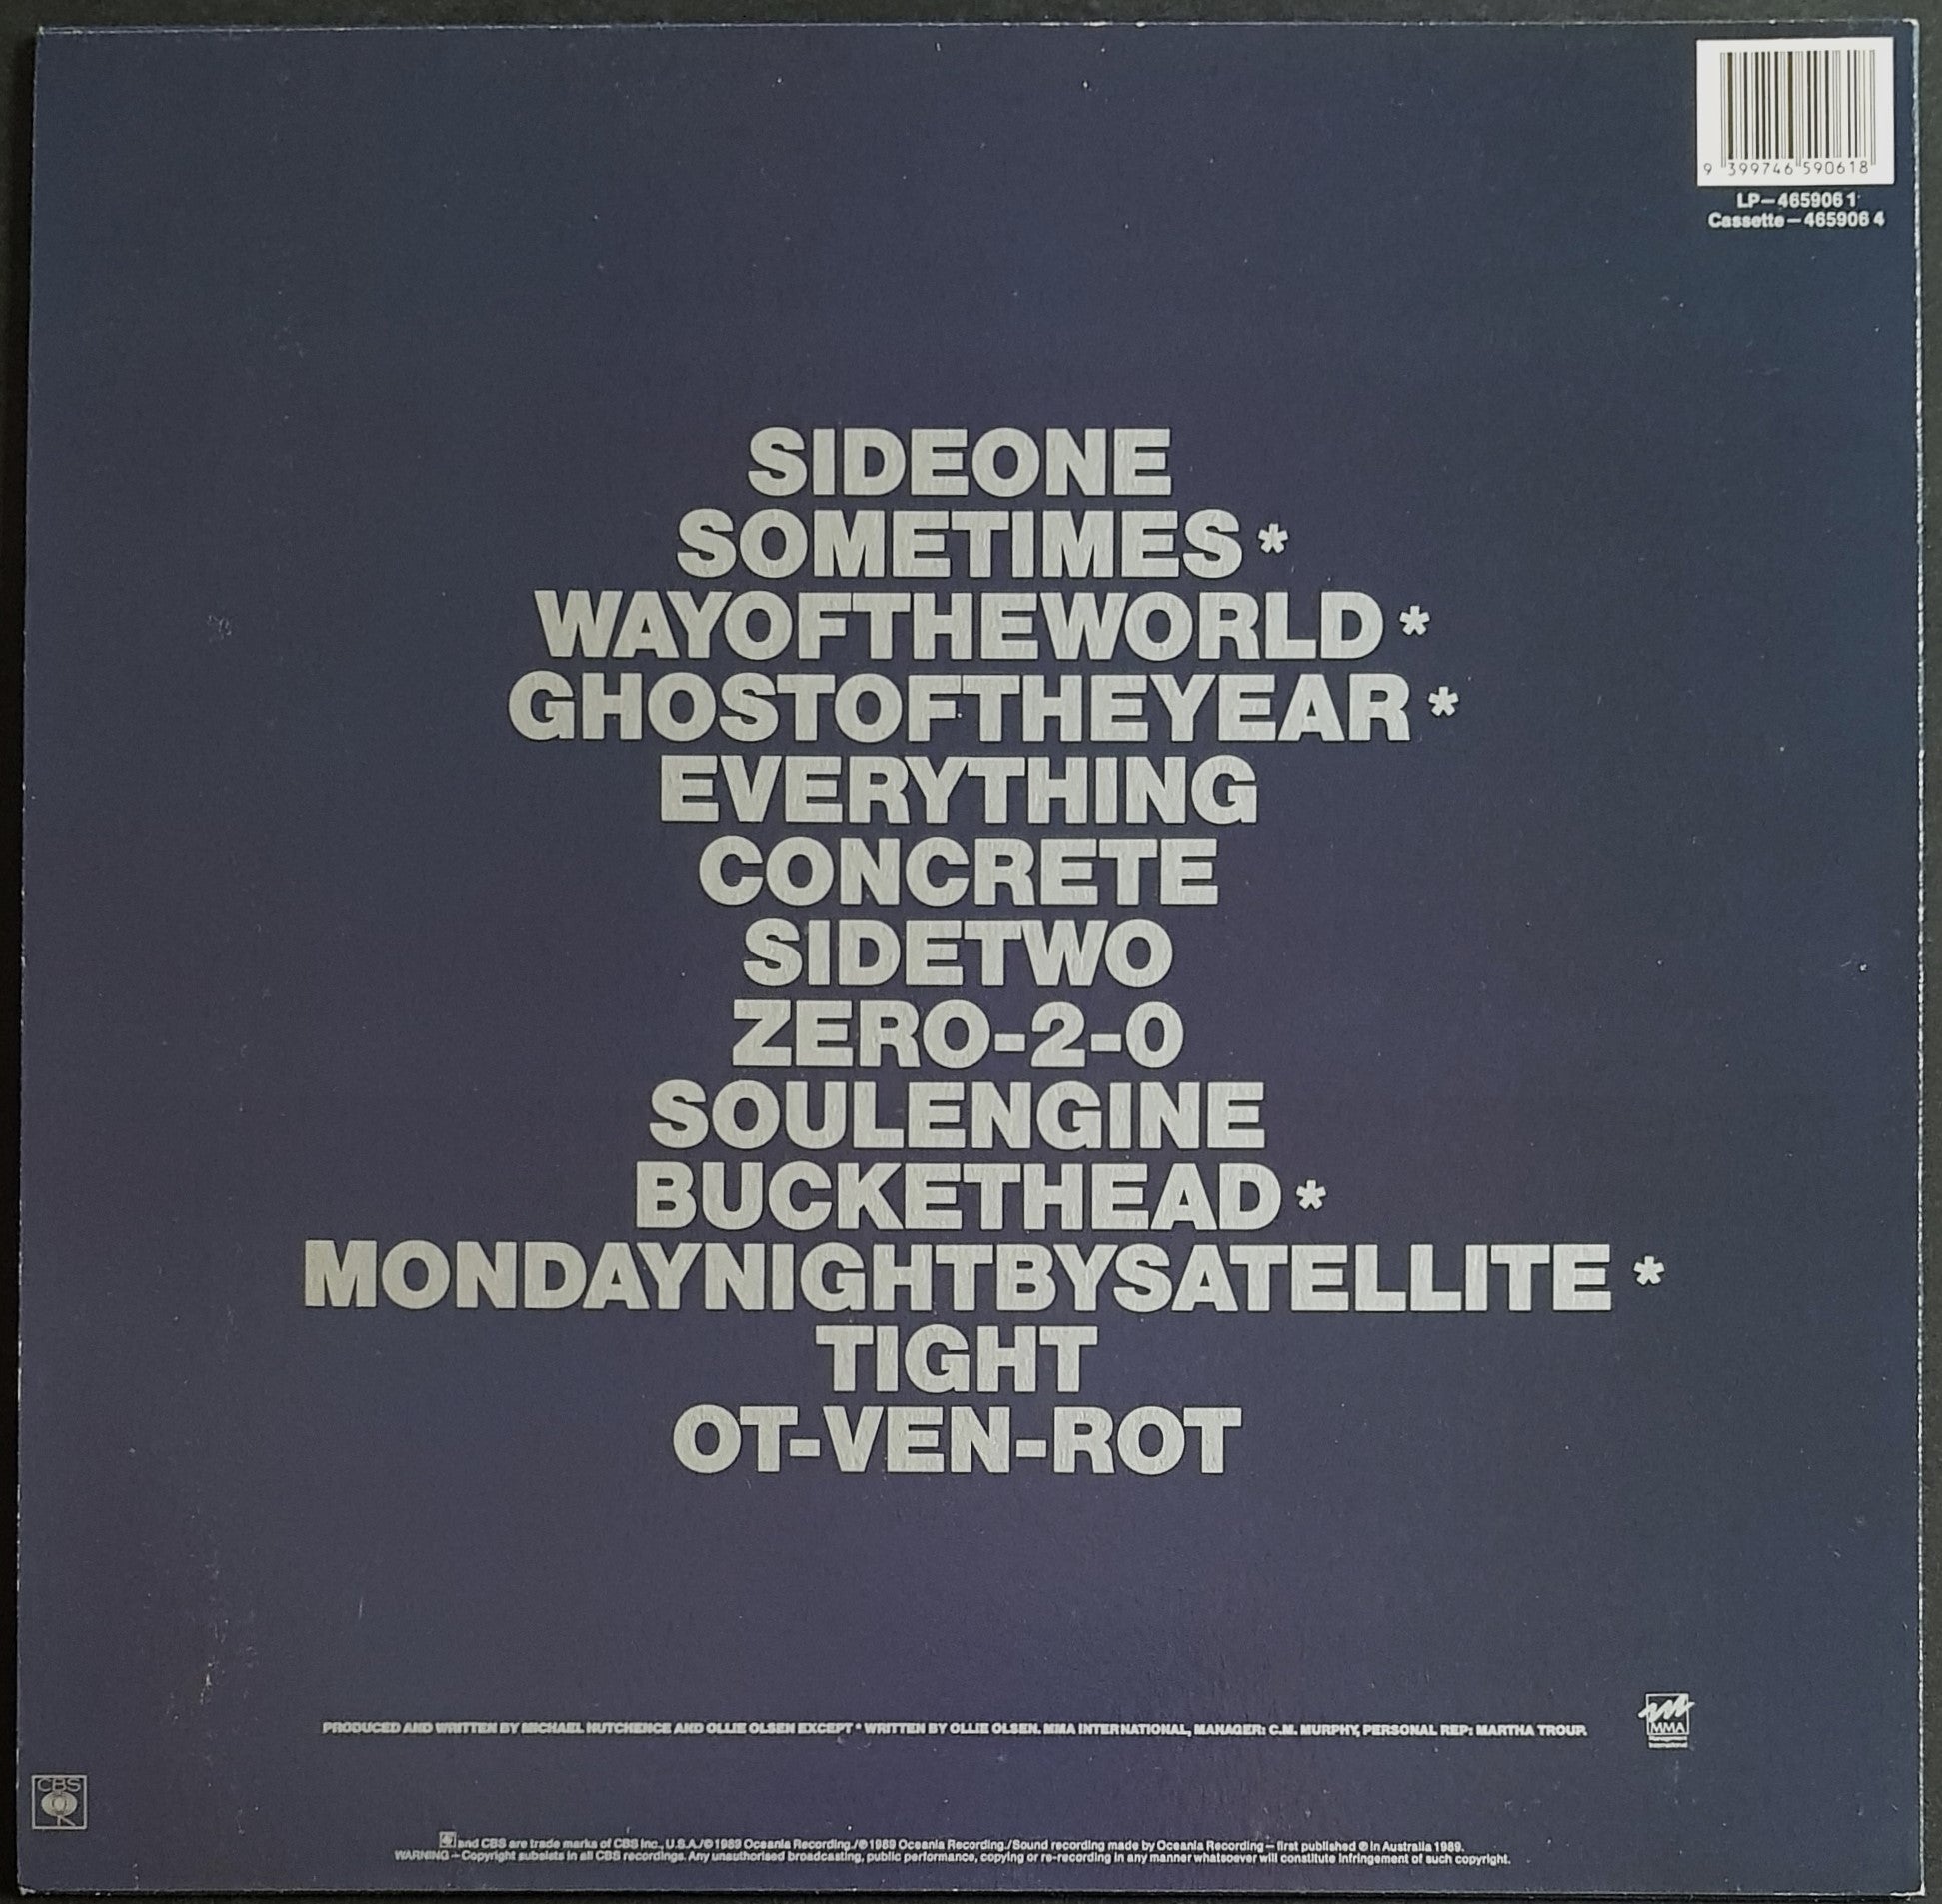 9 399746 590618
LP-465906 1
Cassette-465906 4
SIDEONE
SOMETIMES *
WAYOFTHEWORLD *
GHOSTOFTHEYEAR *
EVERYTHING
CONCRETE
SIDETWO
ZERO-2-0
SOULENGINE
BUCKETHEAD *
MONDAYNIGHTBYSATELLITE *
TIGHT
OT-VEN-ROT
PRODUCED AND WRITTEN BY MICHAEL HUTCHENCE AND OLLIE OLSEN EXCEPT * WRITTEN BY OLLIE OLSEN. MMA INTERNATIONAL, MANAGER: C.M. MURPHY, PERSONAL REP: MARTHA TROUP.
MMA
Management
International
CBS
and CBS are trade marks of CBS Inc., U.S.A./© 1989 Oceania Recording./℗ 1989 Oceania Recording./Sound recording made by Oceania Recording – first published ℗ in Australia 1989.
WARNING – Copyright subsists in all CBS recordings. Any unauthorised broadcasting, public performance, copying or re-recording in any manner whatsoever will constitute infringement of such copyright.